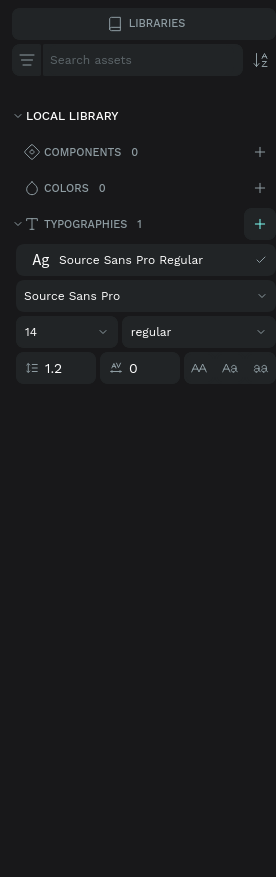 LIBRARIES
Search assets
LOCAL LIBRARY
COMPONENTS 0
COLORS 0
TYPOGRAPHIES 1
Ag Source Sans Pro Regular
Source Sans Pro
14 regular
1.2 AV 0 AA Aa aa